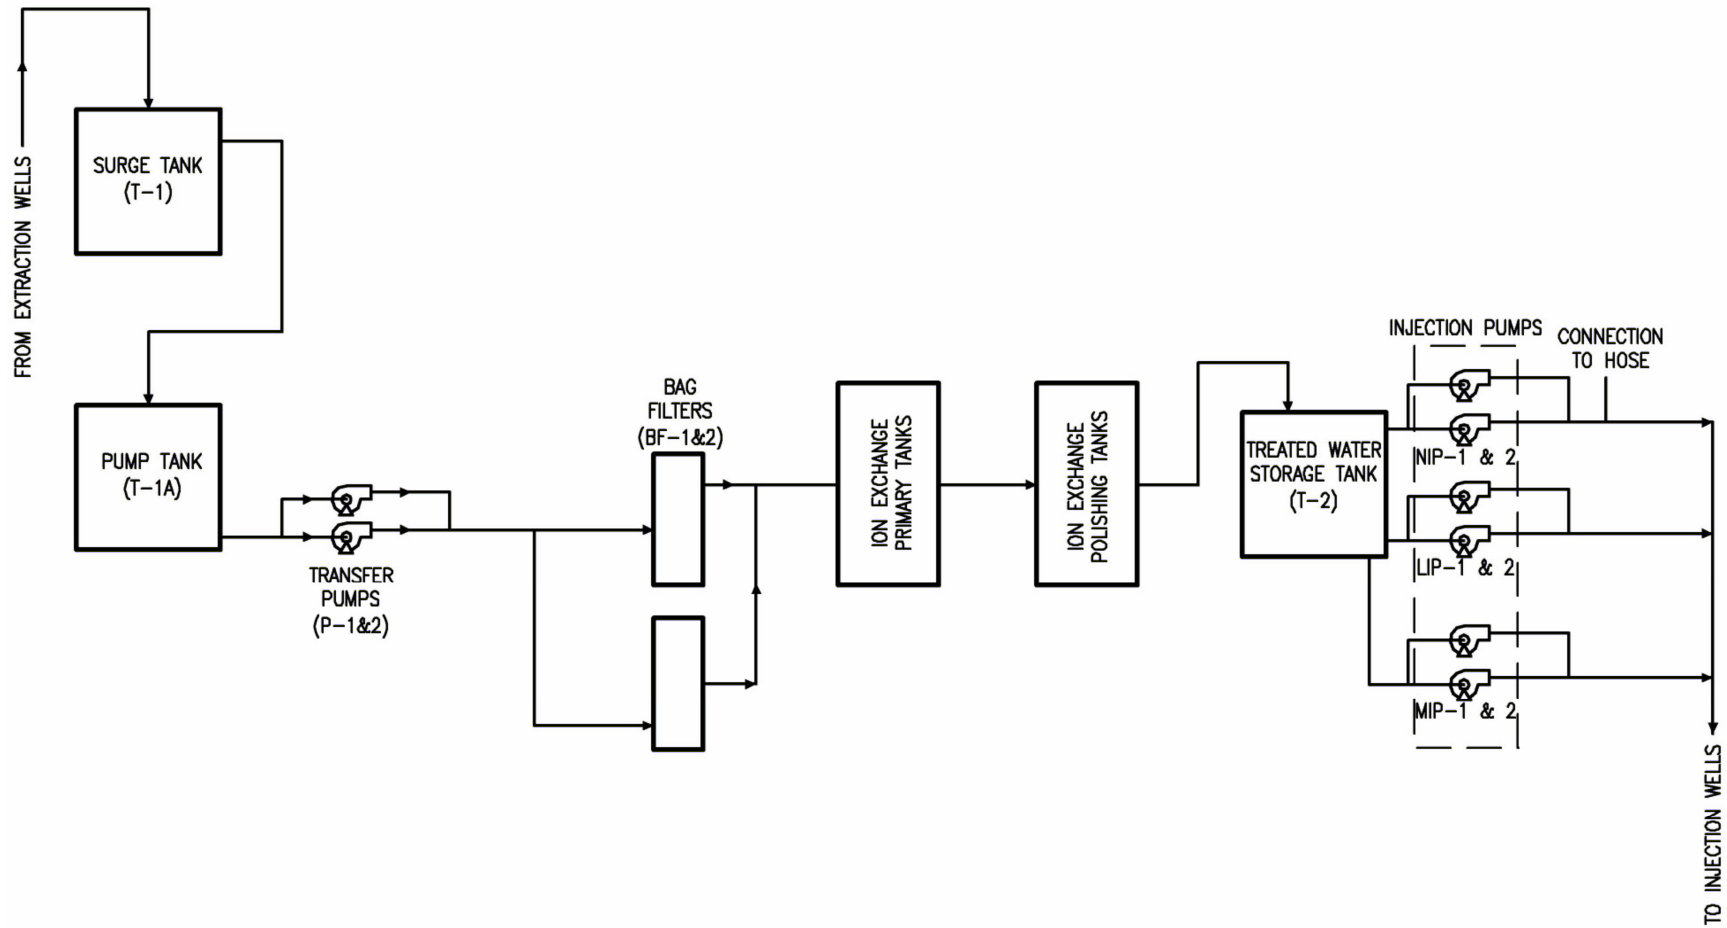 FROM EXTRACTION WELLS
SURGE TANK
(T-1)
PUMP TANK
(T-1A)
TRANSFER
PUMPS
(P-1&2)
BAG
FILTERS
(BF-1&2)
ION EXCHANGE
PRIMARY TANKS
ION EXCHANGE
POLISHING TANKS
TREATED WATER
STORAGE TANK
(T-2)
INJECTION PUMPS
CONNECTION
TO HOSE
NIP-1 & 2
LIP-1 & 2
MIP-1 & 2
TO INJECTION WELLS